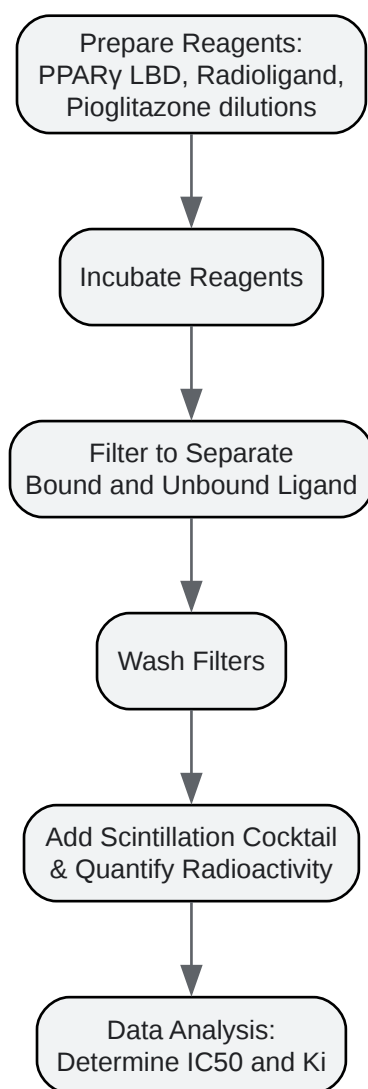 Prepare Reagents:
PPARγ LBD, Radioligand,
Pioglitazone dilutions
Incubate Reagents
Filter to Separate
Bound and Unbound Ligand
Wash Filters
Add Scintillation Cocktail
& Quantify Radioactivity
Data Analysis:
Determine IC50 and Ki